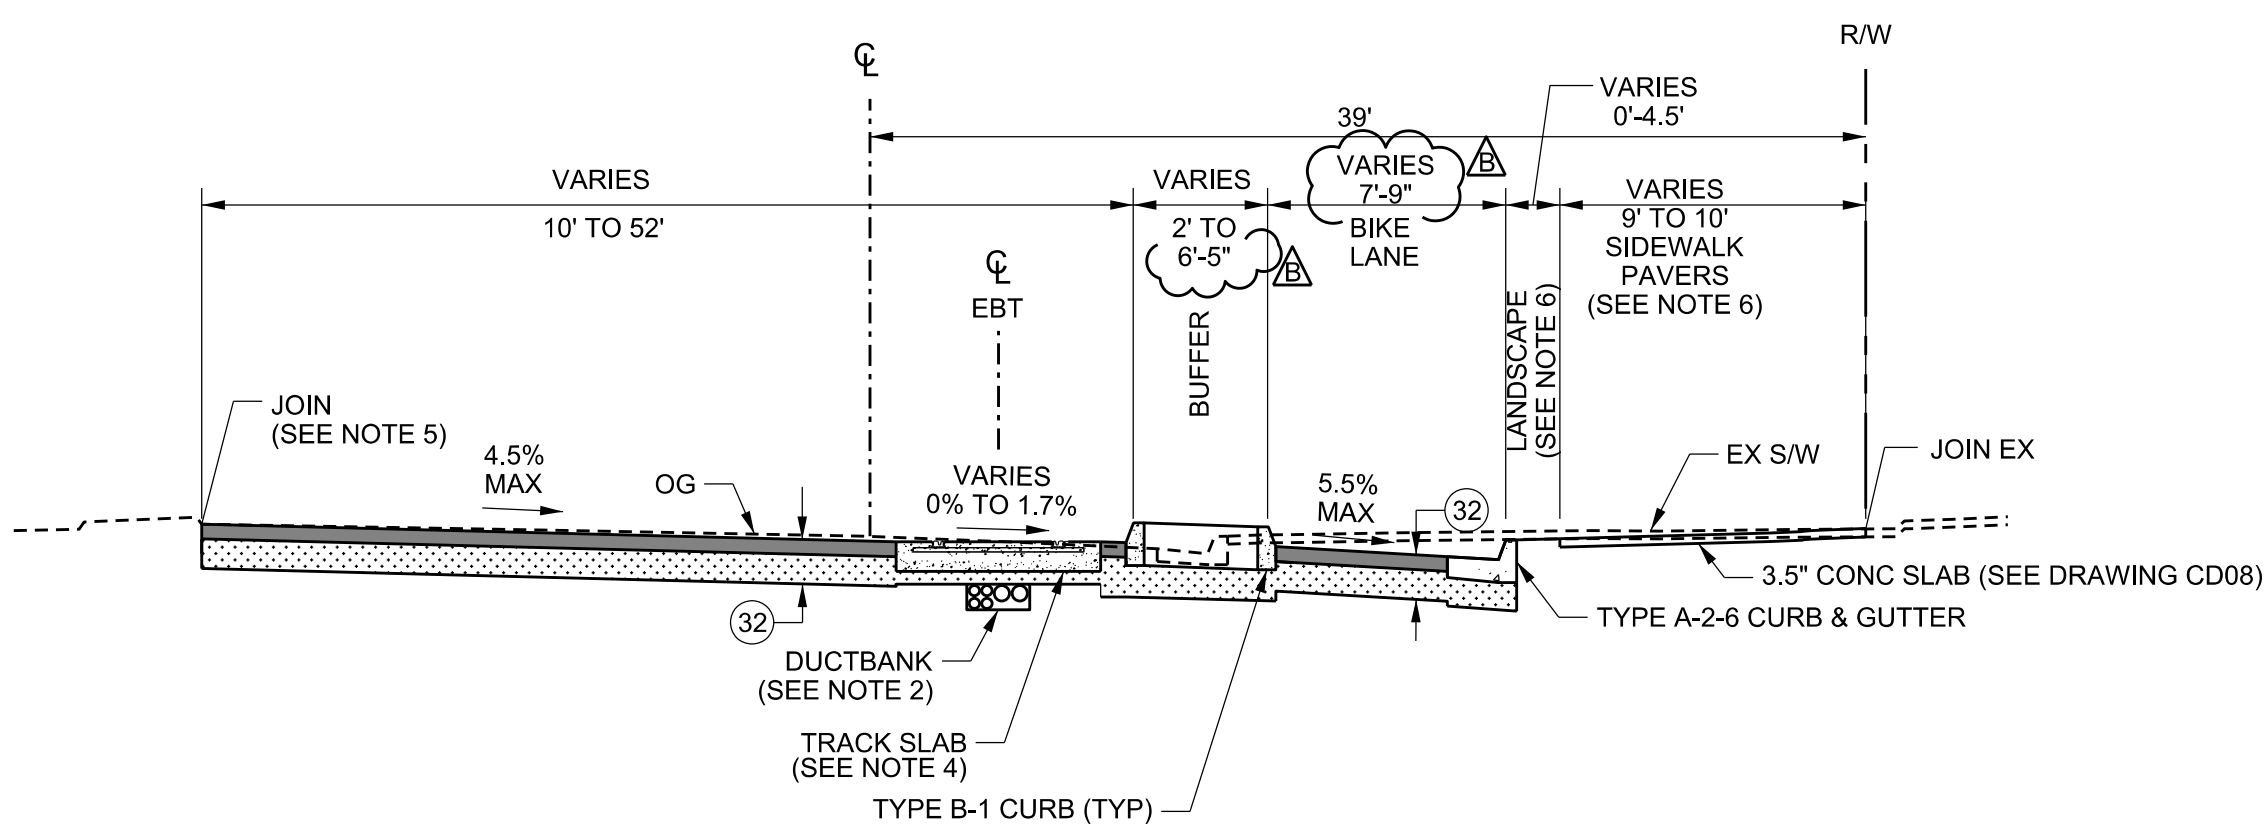 R/W
℄
VARIES
0'-4.5'
39'
VARIES
7'-9"
B
VARIES
10' TO 52'
VARIES
2' TO
6'-5"
B
BIKE
LANE
VARIES
9' TO 10'
SIDEWALK
PAVERS
(SEE NOTE 6)
℄
EBT
BUFFER
LANDSCAPE
(SEE NOTE 6)
JOIN
(SEE NOTE 5)
4.5%
MAX
OG
VARIES
0% TO 1.7%
5.5%
MAX
32
EX S/W
JOIN EX
3.5" CONC SLAB (SEE DRAWING CD08)
TYPE A-2-6 CURB & GUTTER
32
DUCTBANK
(SEE NOTE 2)
TRACK SLAB
(SEE NOTE 4)
TYPE B-1 CURB (TYP)